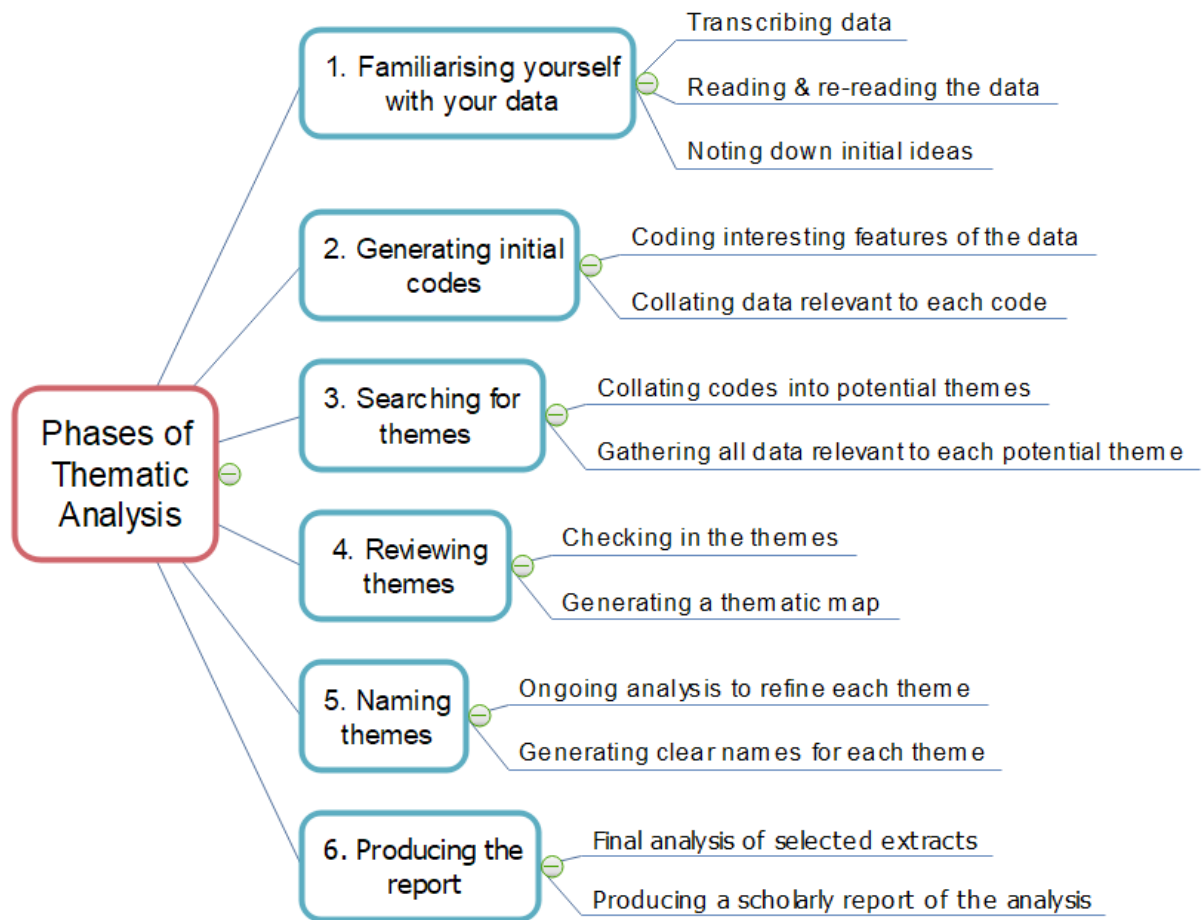 Phases of
Thematic
Analysis
1. Familiarising yourself
with your data
Transcribing data
Reading & re-reading the data
Noting down initial ideas
2. Generating initial
codes
Coding interesting features of the data
Collating data relevant to each code
3. Searching for
themes
Collating codes into potential themes
Gathering all data relevant to each potential theme
4. Reviewing
themes
Checking in the themes
Generating a thematic map
5. Naming
themes
Ongoing analysis to refine each theme
Generating clear names for each theme
6. Producing the
report
Final analysis of selected extracts
Producing a scholarly report of the analysis